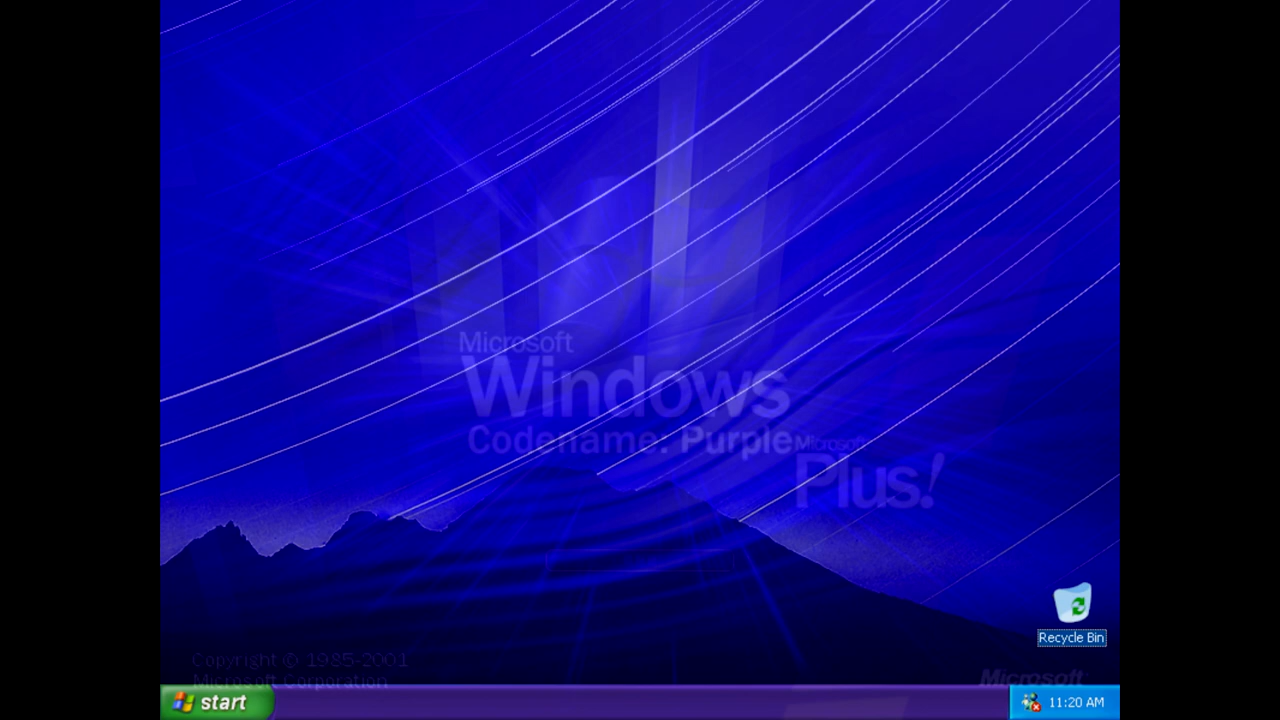 Microsoft
Windows
Codename: Purple
Microsoft
Plus!
Recycle Bin
Copyright © 1985-2001
Microsoft Corporation
Microsoft
start
11:20 AM